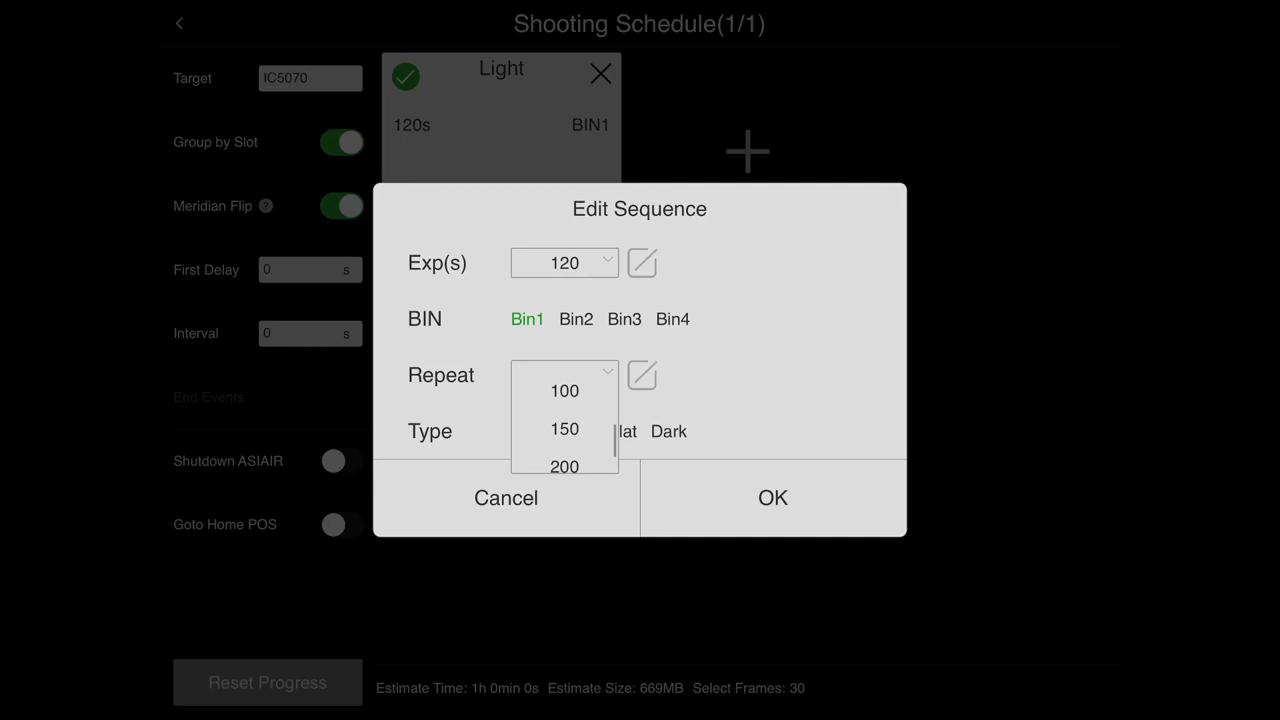 Shooting Schedule(1/1)
Target IC5070
Light
120s BIN1
Group by Slot
Meridian Flip ?
First Delay 0 s
Interval 0 s
End Events
Shutdown ASIAIR
Goto Home POS
Edit Sequence
Exp(s) 120
BIN Bin1 Bin2 Bin3 Bin4
Repeat
100
150
200
Type lat Dark
Cancel OK
Reset Progress
Estimate Time: 1h 0min 0s Estimate Size: 669MB Select Frames: 30